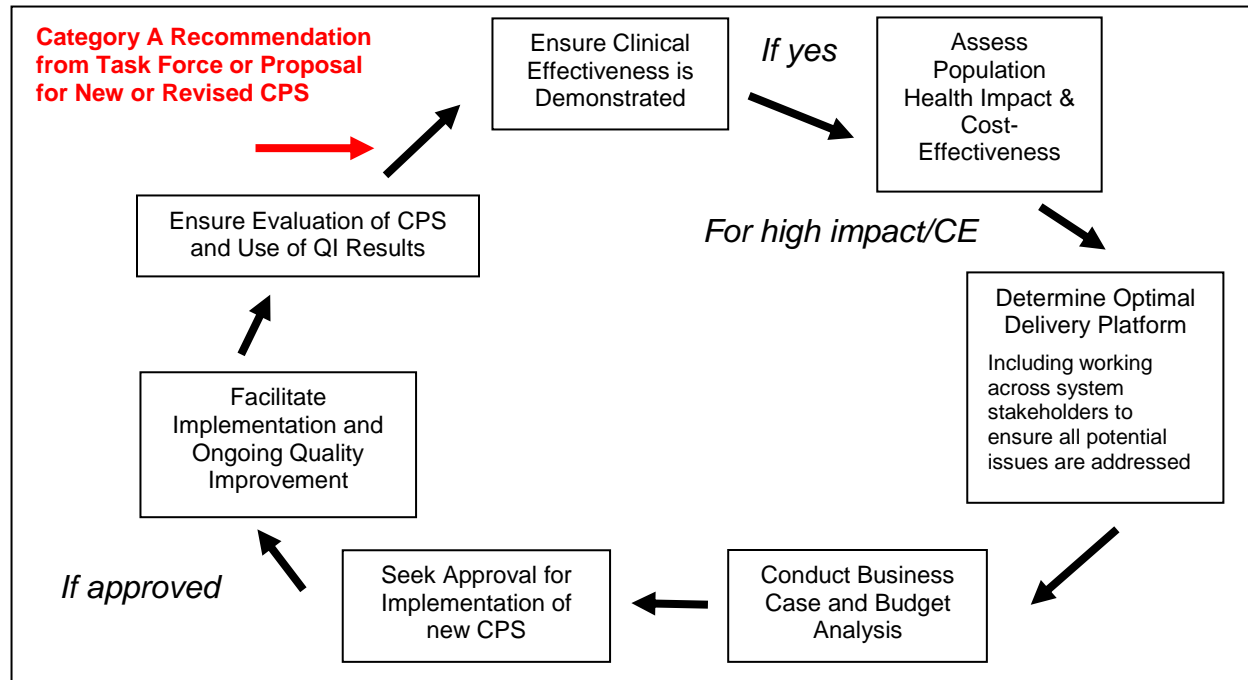 Category A Recommendation
from Task Force or Proposal
for New or Revised CPS
Ensure Clinical
Effectiveness is
Demonstrated
If yes
Assess
Population
Health Impact &
Cost-
Effectiveness
For high impact/CE
Determine Optimal
Delivery Platform
Including working
across system
stakeholders to
ensure all potential
issues are addressed
Conduct Business
Case and Budget
Analysis
Seek Approval for
Implementation of
new CPS
If approved
Facilitate
Implementation and
Ongoing Quality
Improvement
Ensure Evaluation of CPS
and Use of QI Results